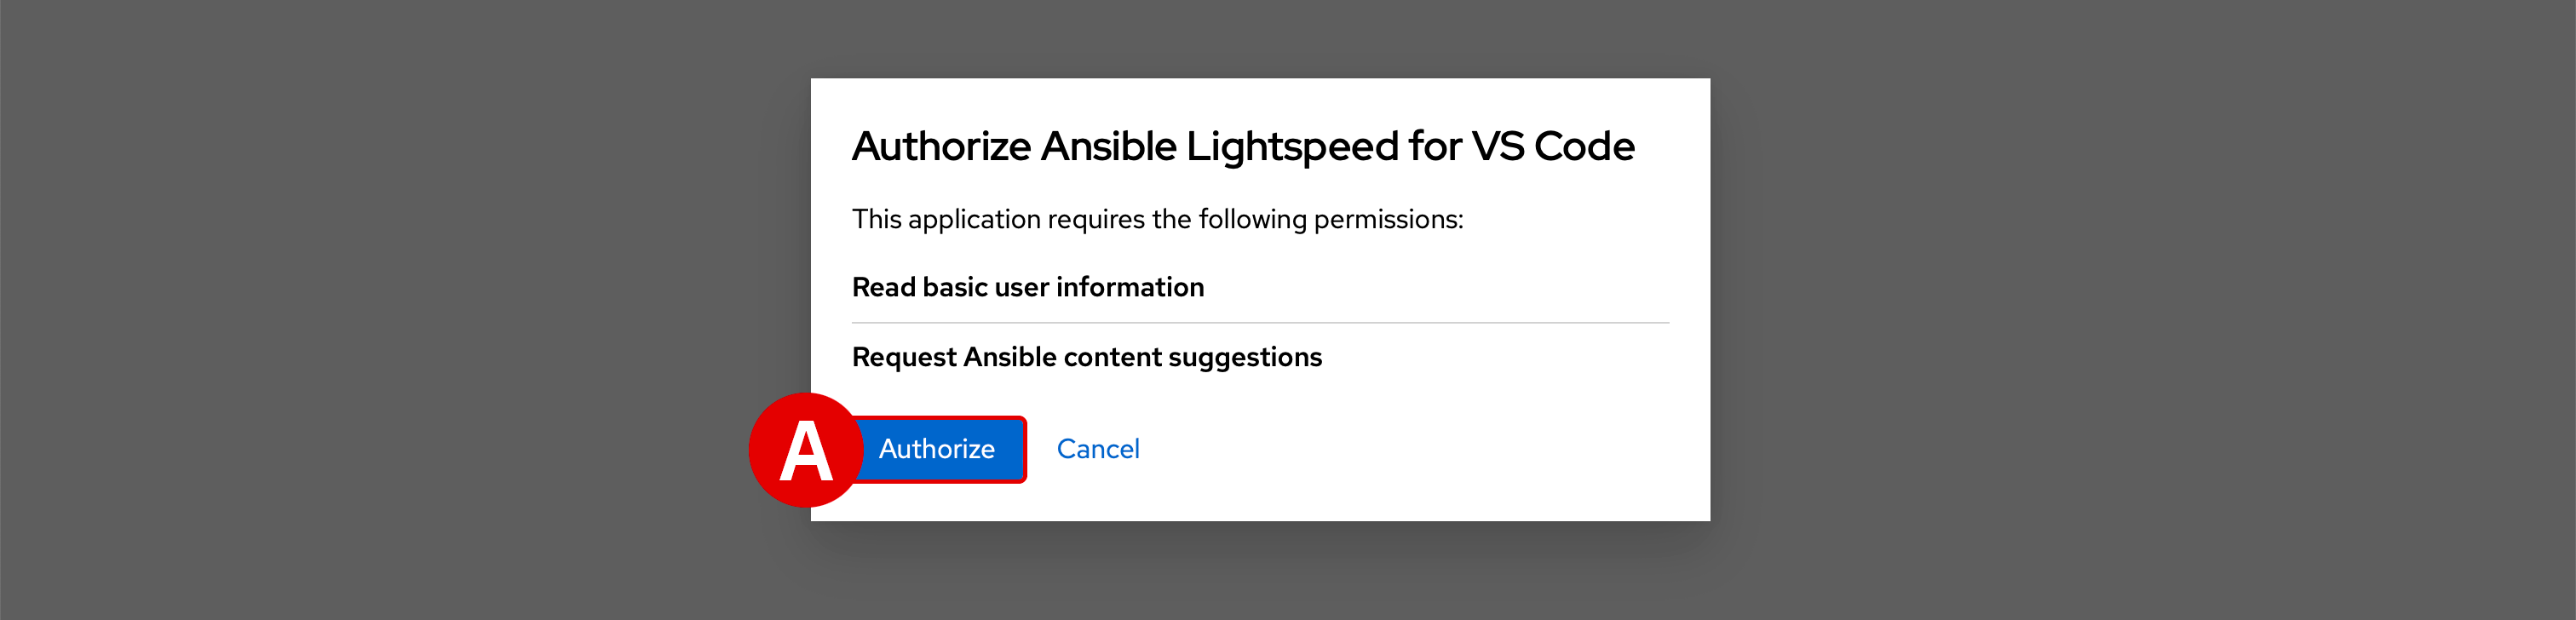 Authorize Ansible Lightspeed for VS Code
This application requires the following permissions:
Read basic user information
Request Ansible content suggestions
A Authorize Cancel